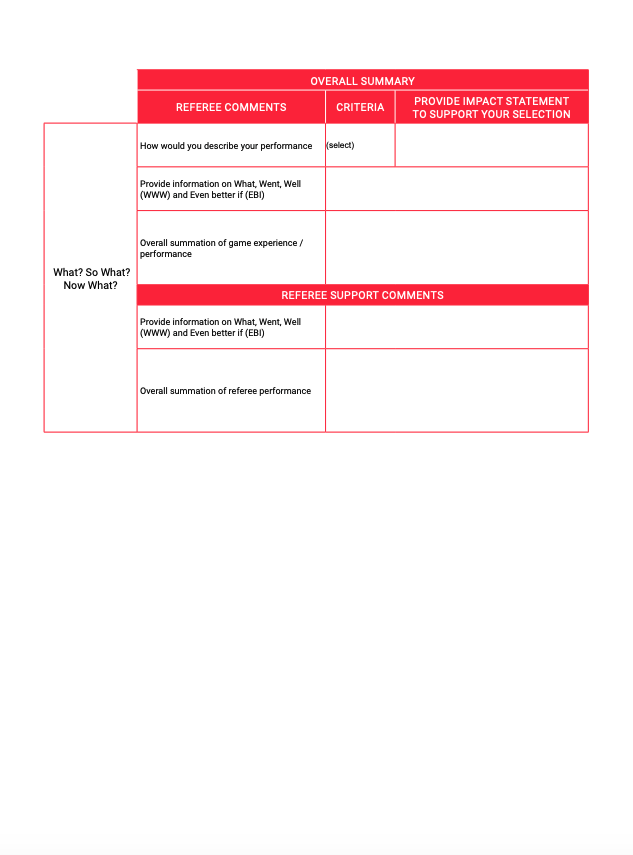 OVERALL SUMMARY
REFEREE COMMENTS
CRITERIA
PROVIDE IMPACT STATEMENT
TO SUPPORT YOUR SELECTION
What? So What?
Now What?
How would you describe your performance
(select)
Provide information on What, Went, Well
(WWW) and Even better if (EBI)
Overall summation of game experience /
performance
REFEREE SUPPORT COMMENTS
Provide information on What, Went, Well
(WWW) and Even better if (EBI)
Overall summation of referee performance